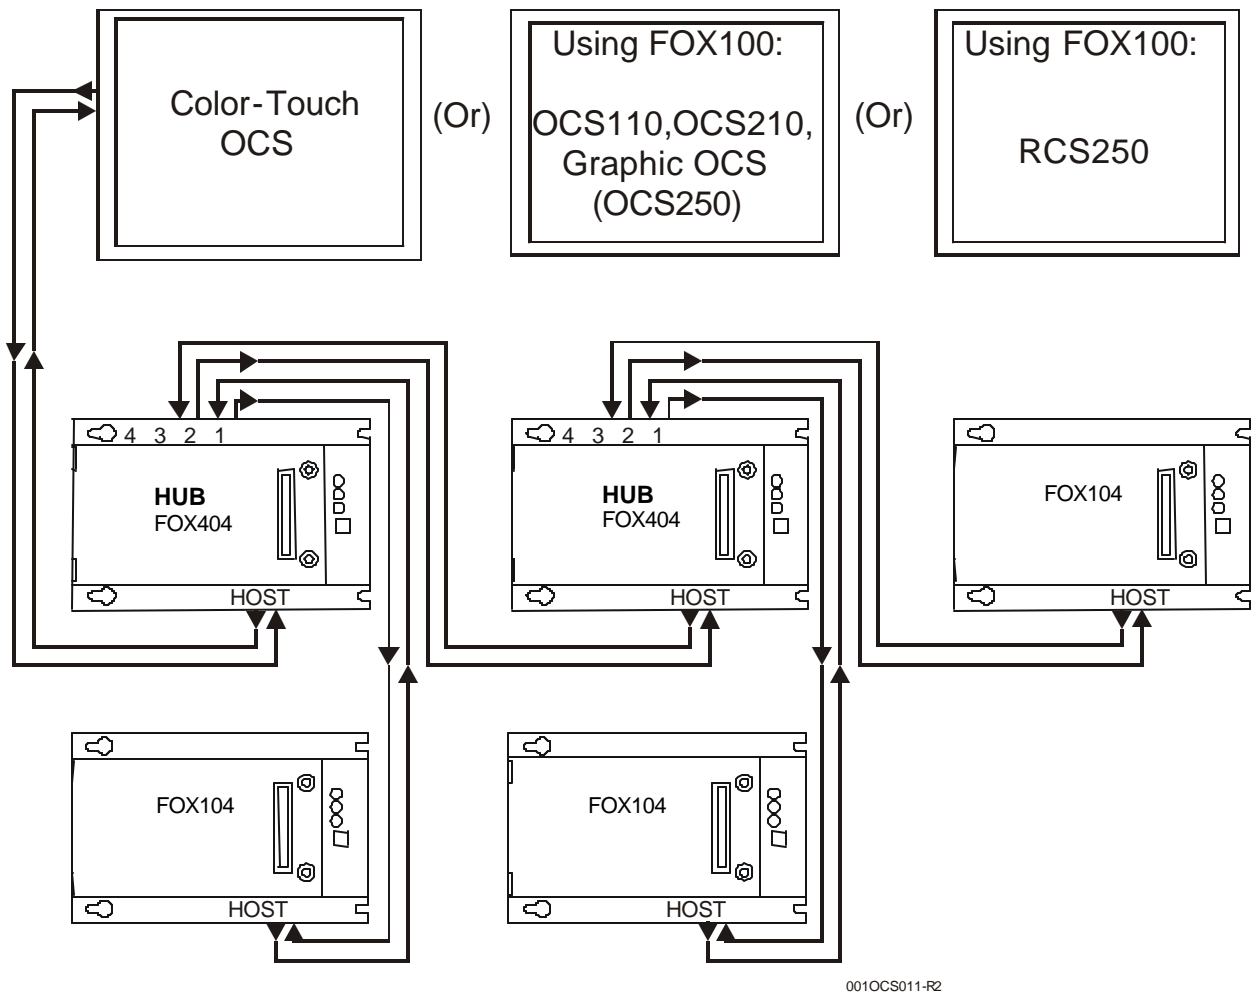 Color-Touch
OCS
(Or)
Using FOX100:
OCS110,OCS210,
Graphic OCS
(OCS250)
(Or)
Using FOX100:
RCS250
4 3 2 1
HUB
FOX404
HOST
4 3 2 1
HUB
FOX404
HOST
FOX104
HOST
FOX104
HOST
FOX104
HOST
001OCS011-R2